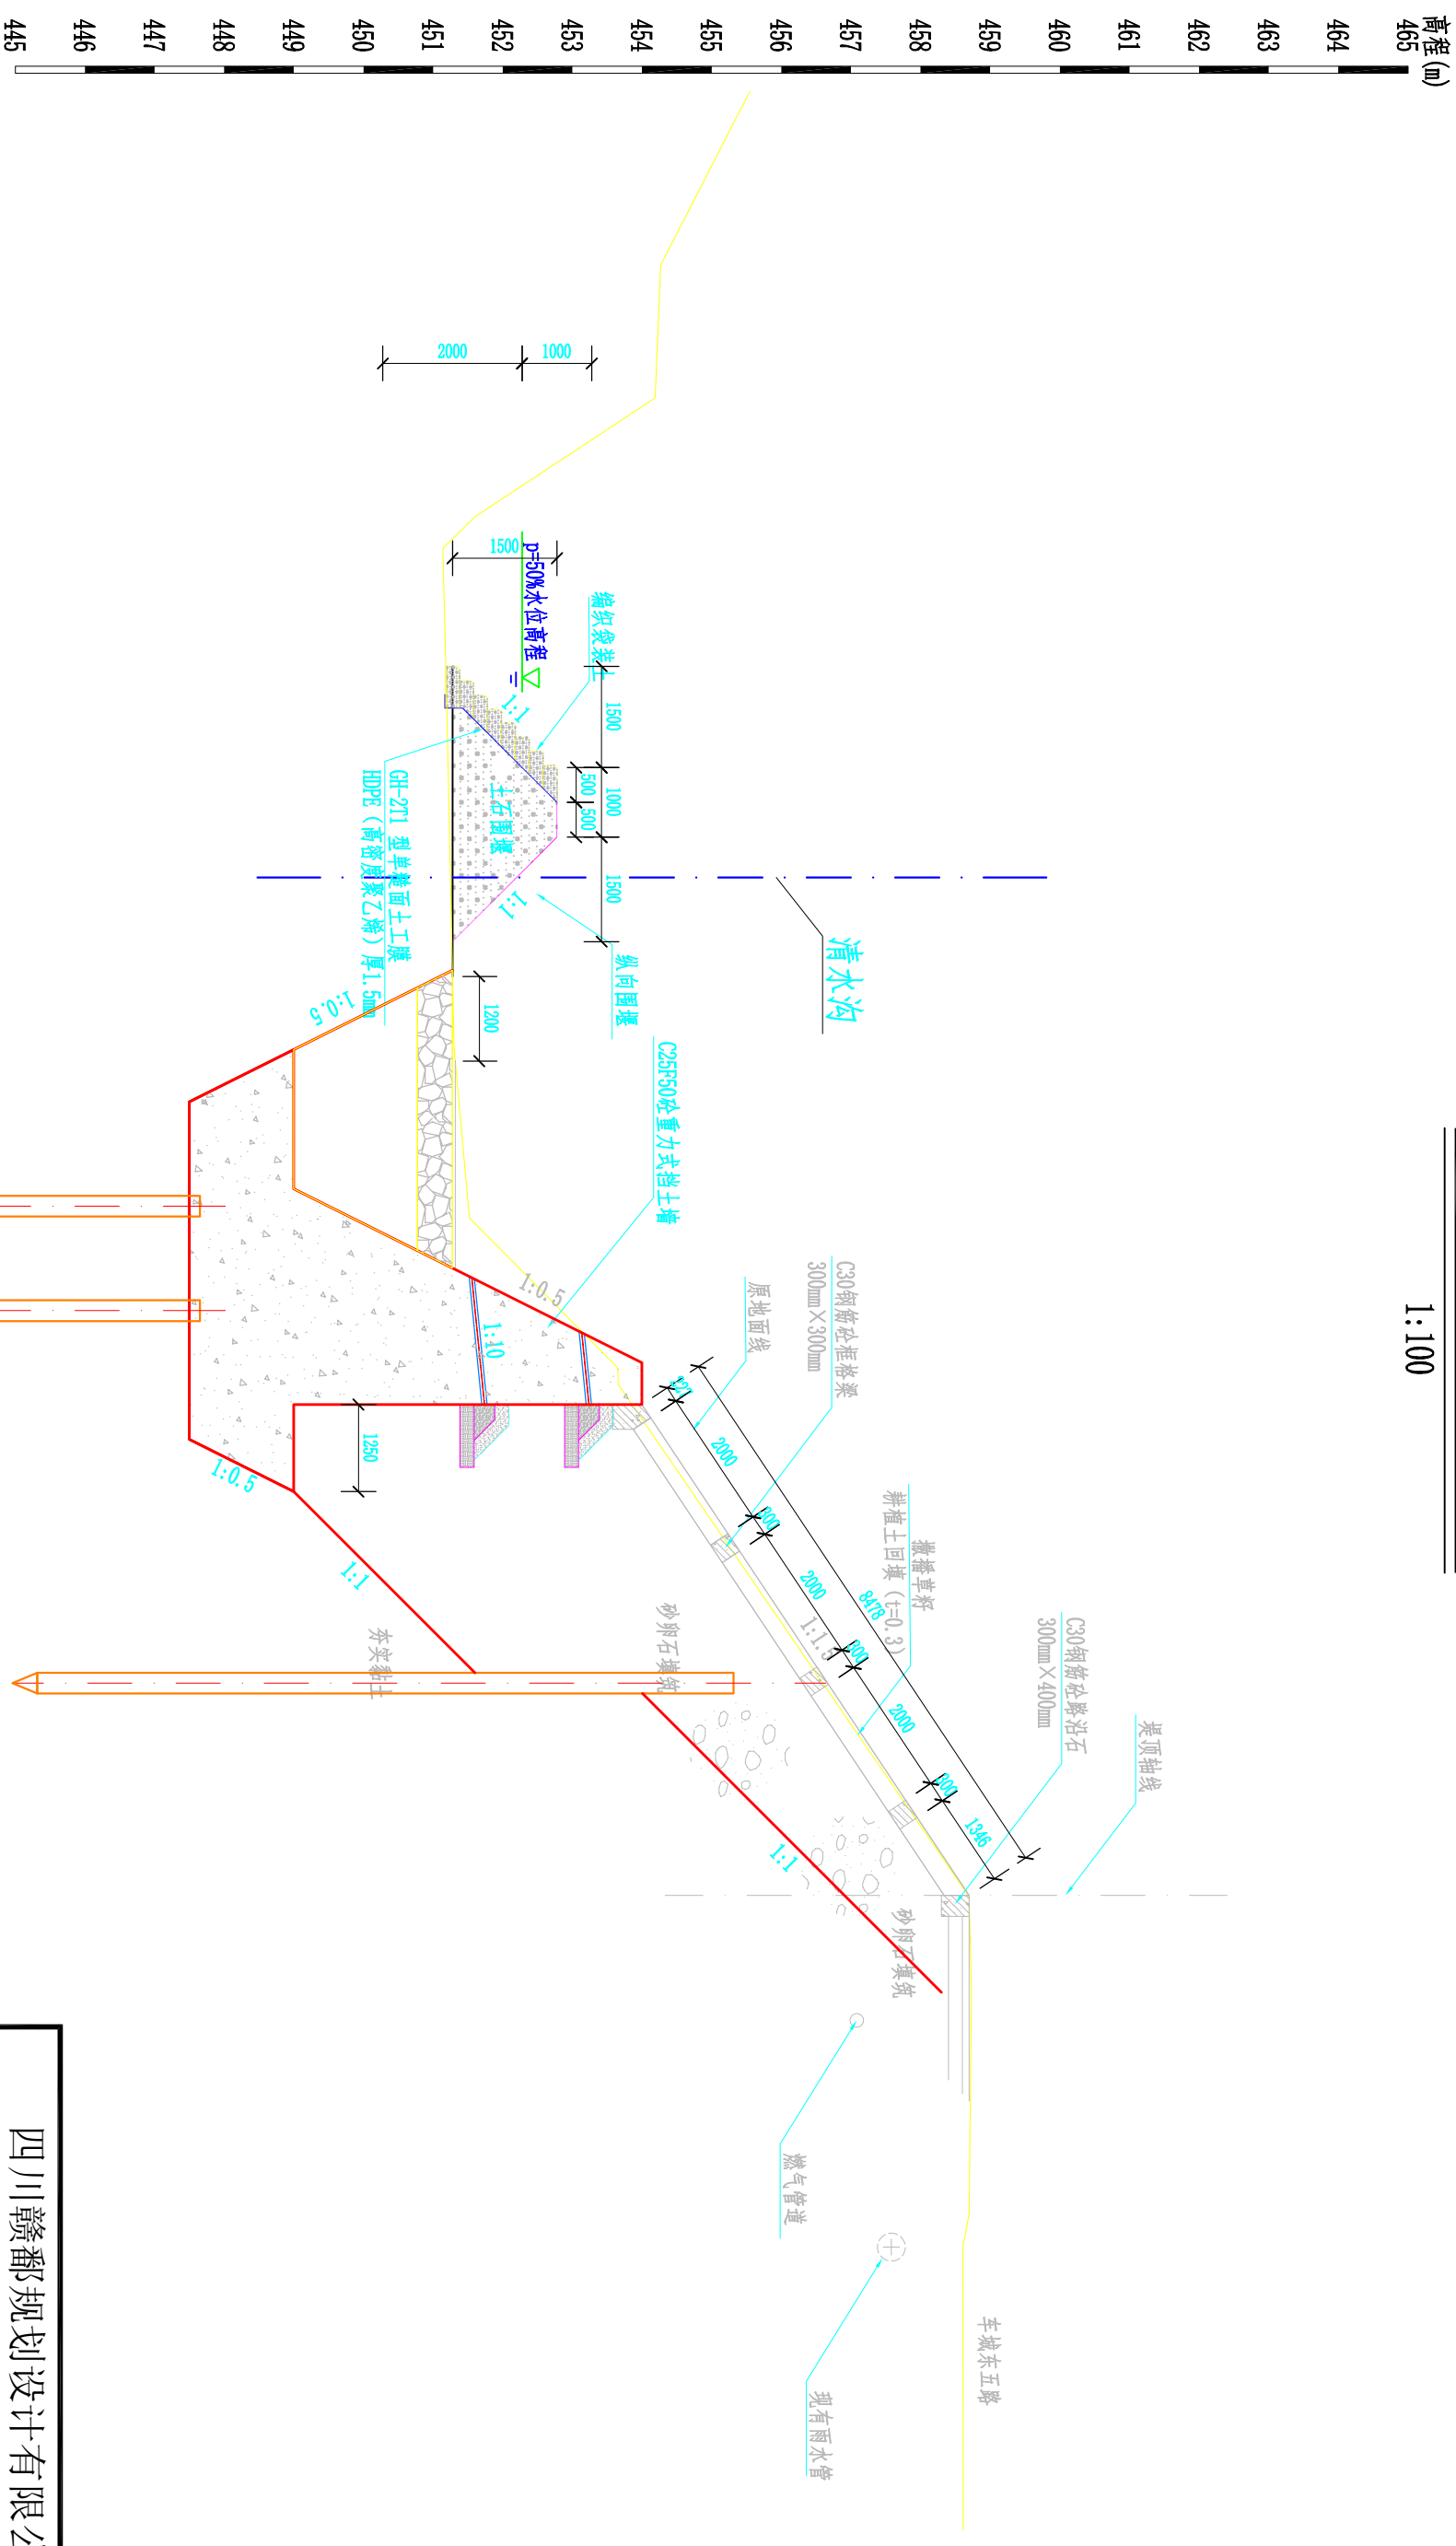 1:100
高程(m)
465
464
463
462
461
460
459
458
457
456
455
454
453
452
451
450
449
448
447
446
445
2000
1000
1500
p=50%水位高程
编织袋装土
1500
1000
1500
500
500
1:1
土石围堰
1:1
GH-2T1 型单糙面土工膜
HDPE（高密度聚乙烯）厚1.5mm
纵向围堰
清水沟
1200
1:0.5
C25F50砼重力式挡土墙
1:0.5
1:10
1250
1:0.5
1:1
夯实黏土
砂卵石填筑
原地面线
C30钢筋砼框格梁
300mm×300mm
撒播草籽
耕植土回填（t=0.3）
C30钢筋砼路沿石
300mm×400mm
堤顶轴线
8478
2000
300
2000
300
2000
300
1346
1:1.5
1:1
砂卵石填筑
燃气管道
现有雨水管
车城东五路
四川赣鄱规划设计有限公